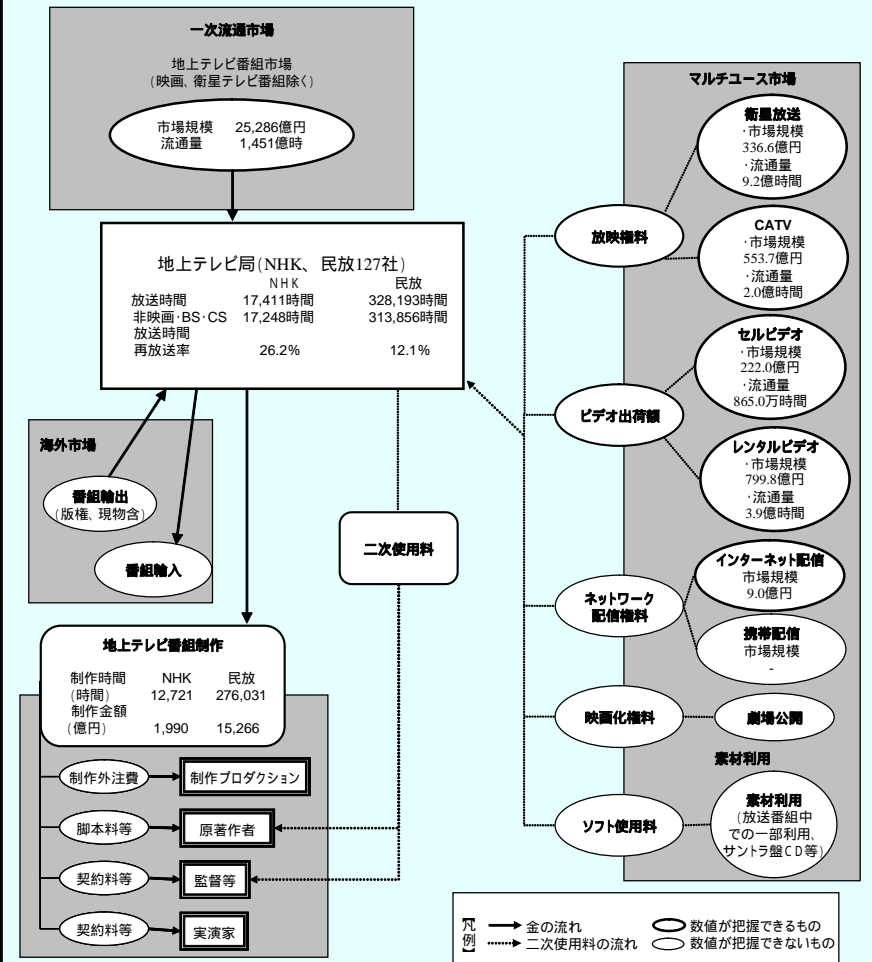 一次流通市場
地上テレビ番組市場
(映画、衛星テレビ番組除く)
市場規模 25,286億円
流通量 1,451億時
地上テレビ局(NHK、民放127社)
NHK 民放
放送時間 17,411時間 328,193時間
非映画・BS・CS 17,248時間 313,856時間
放送時間
再放送率 26.2% 12.1%
海外市場
番組輸出
(版権、現物含)
番組輸入
二次使用料
地上テレビ番組制作
制作時間 NHK 民放
(時間) 12,721 276,031
制作金額
(億円) 1,990 15,266
制作外注費
制作プロダクション
脚本料等
原著作者
契約料等
監督等
契約料等
実演家
マルチユース市場
放映権料
衛星放送
・市場規模
336.6億円
・流通量
9.2億時間
CATV
・市場規模
553.7億円
・流通量
2.0億時間
ビデオ出荷額
セルビデオ
・市場規模
222.0億円
・流通量
865.0万時間
レンタルビデオ
・市場規模
799.8億円
・流通量
3.9億時間
ネットワーク
配信権料
インターネット配信
市場規模
9.0億円
携帯配信
市場規模
-
映画化権料
劇場公開
素材利用
ソフト使用料
素材利用
(放送番組中
での一部利用、
サントラ盤CD等)
【凡例】
金の流れ
二次使用料の流れ
数値が把握できるもの
数値が把握できないもの